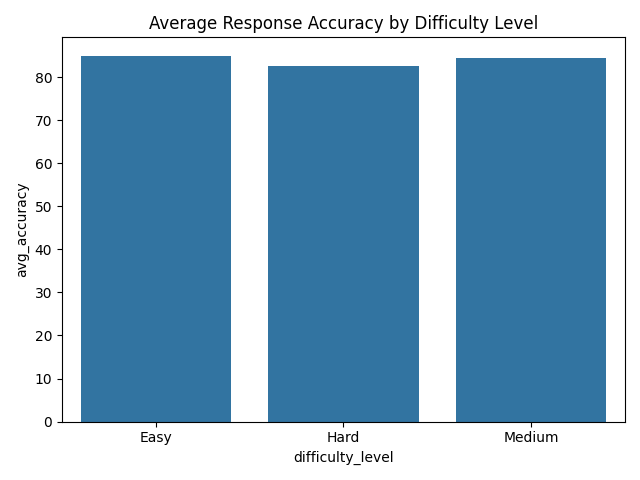 Average Response Accuracy by Difficulty Level
avg_accuracy
80
70
60
50
40
30
20
10
0
Easy
Hard
Medium
difficulty_level